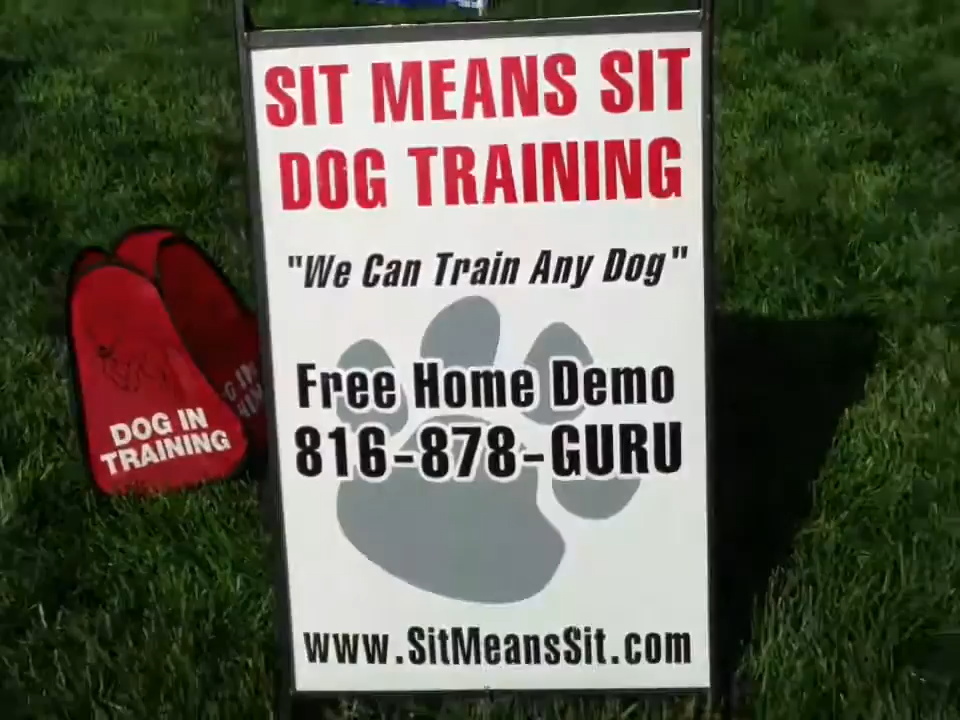 SIT MEANS SIT
DOG TRAINING
"We Can Train Any Dog"
Free Home Demo
816-878-GURU
www.SitMeansSit.com
DOG IN
TRAINING